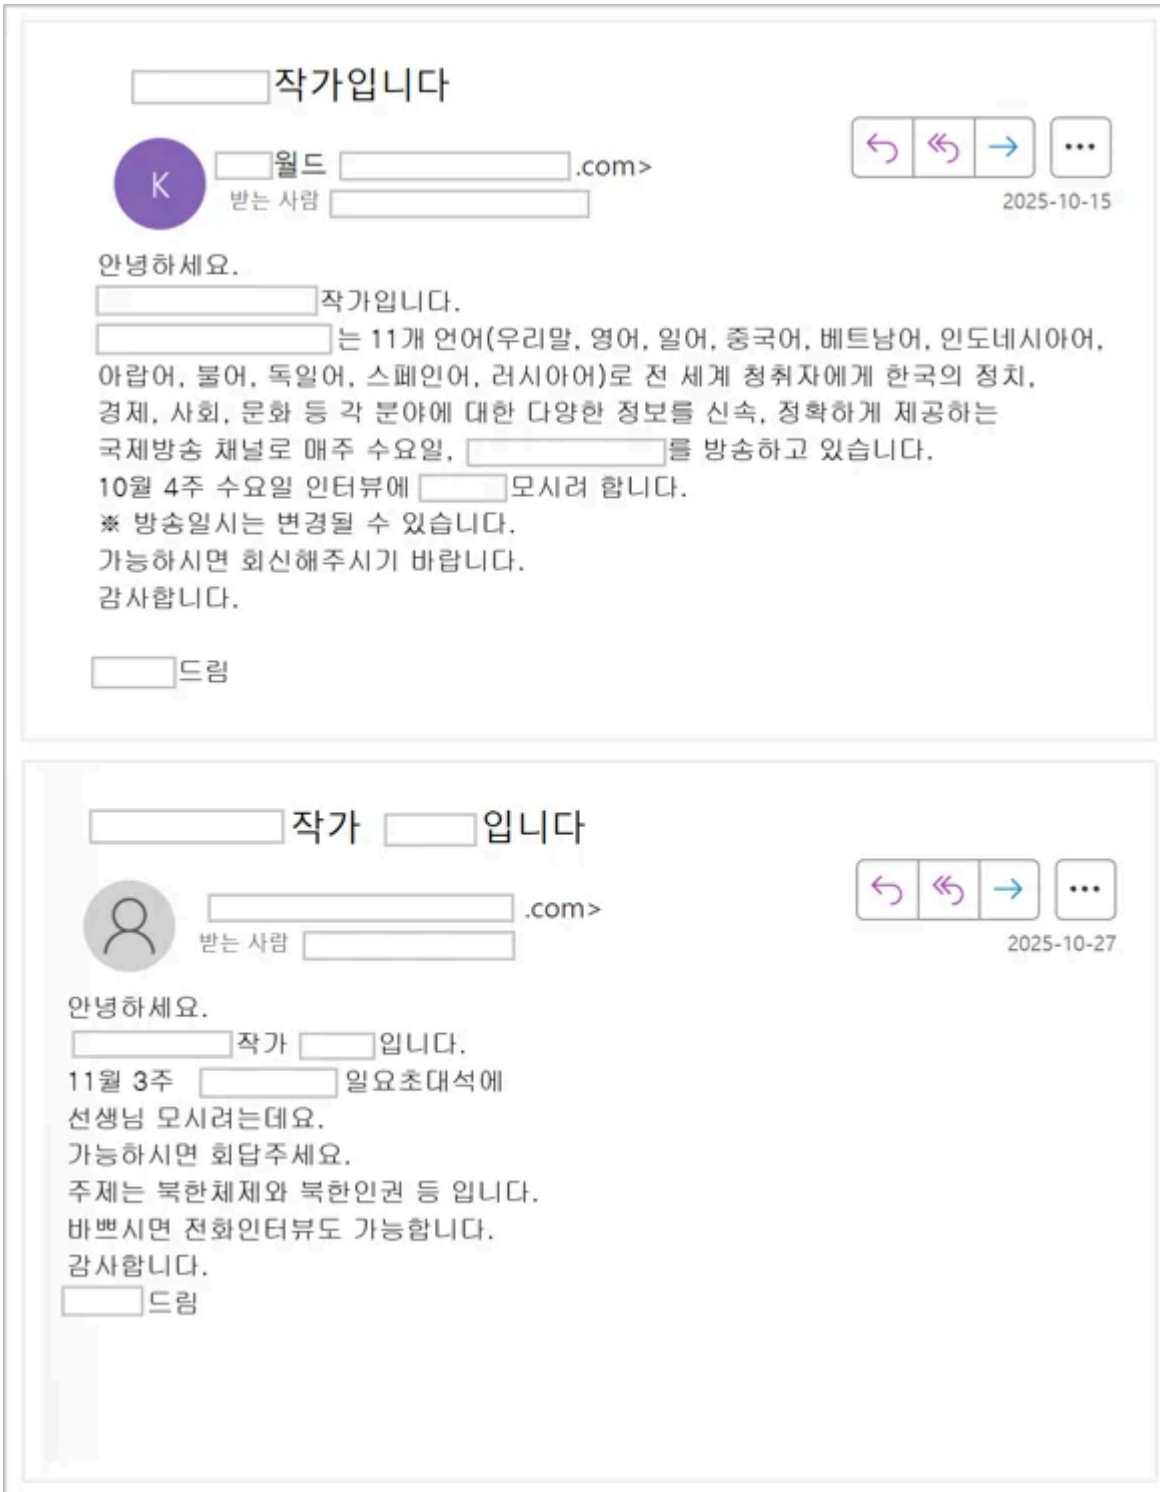 작가입니다
K
월드 .com>
받는 사람
2025-10-15
안녕하세요.
작가입니다.
는 11개 언어(우리말, 영어, 일어, 중국어, 베트남어, 인도네시아어,
아랍어, 불어, 독일어, 스페인어, 러시아어)로 전 세계 청취자에게 한국의 정치,
경제, 사회, 문화 등 각 분야에 대한 다양한 정보를 신속, 정확하게 제공하는
국제방송 채널로 매주 수요일, 를 방송하고 있습니다.
10월 4주 수요일 인터뷰에 모시려 합니다.
※ 방송일시는 변경될 수 있습니다.
가능하시면 회신해주시기 바랍니다.
감사합니다.
드림
작가 입니다
.com>
받는 사람
2025-10-27
안녕하세요.
작가 입니다.
11월 3주 일요초대석에
선생님 모시려는데요.
가능하시면 회답주세요.
주제는 북한체제와 북한인권 등 입니다.
바쁘시면 전화인터뷰도 가능합니다.
감사합니다.
드림